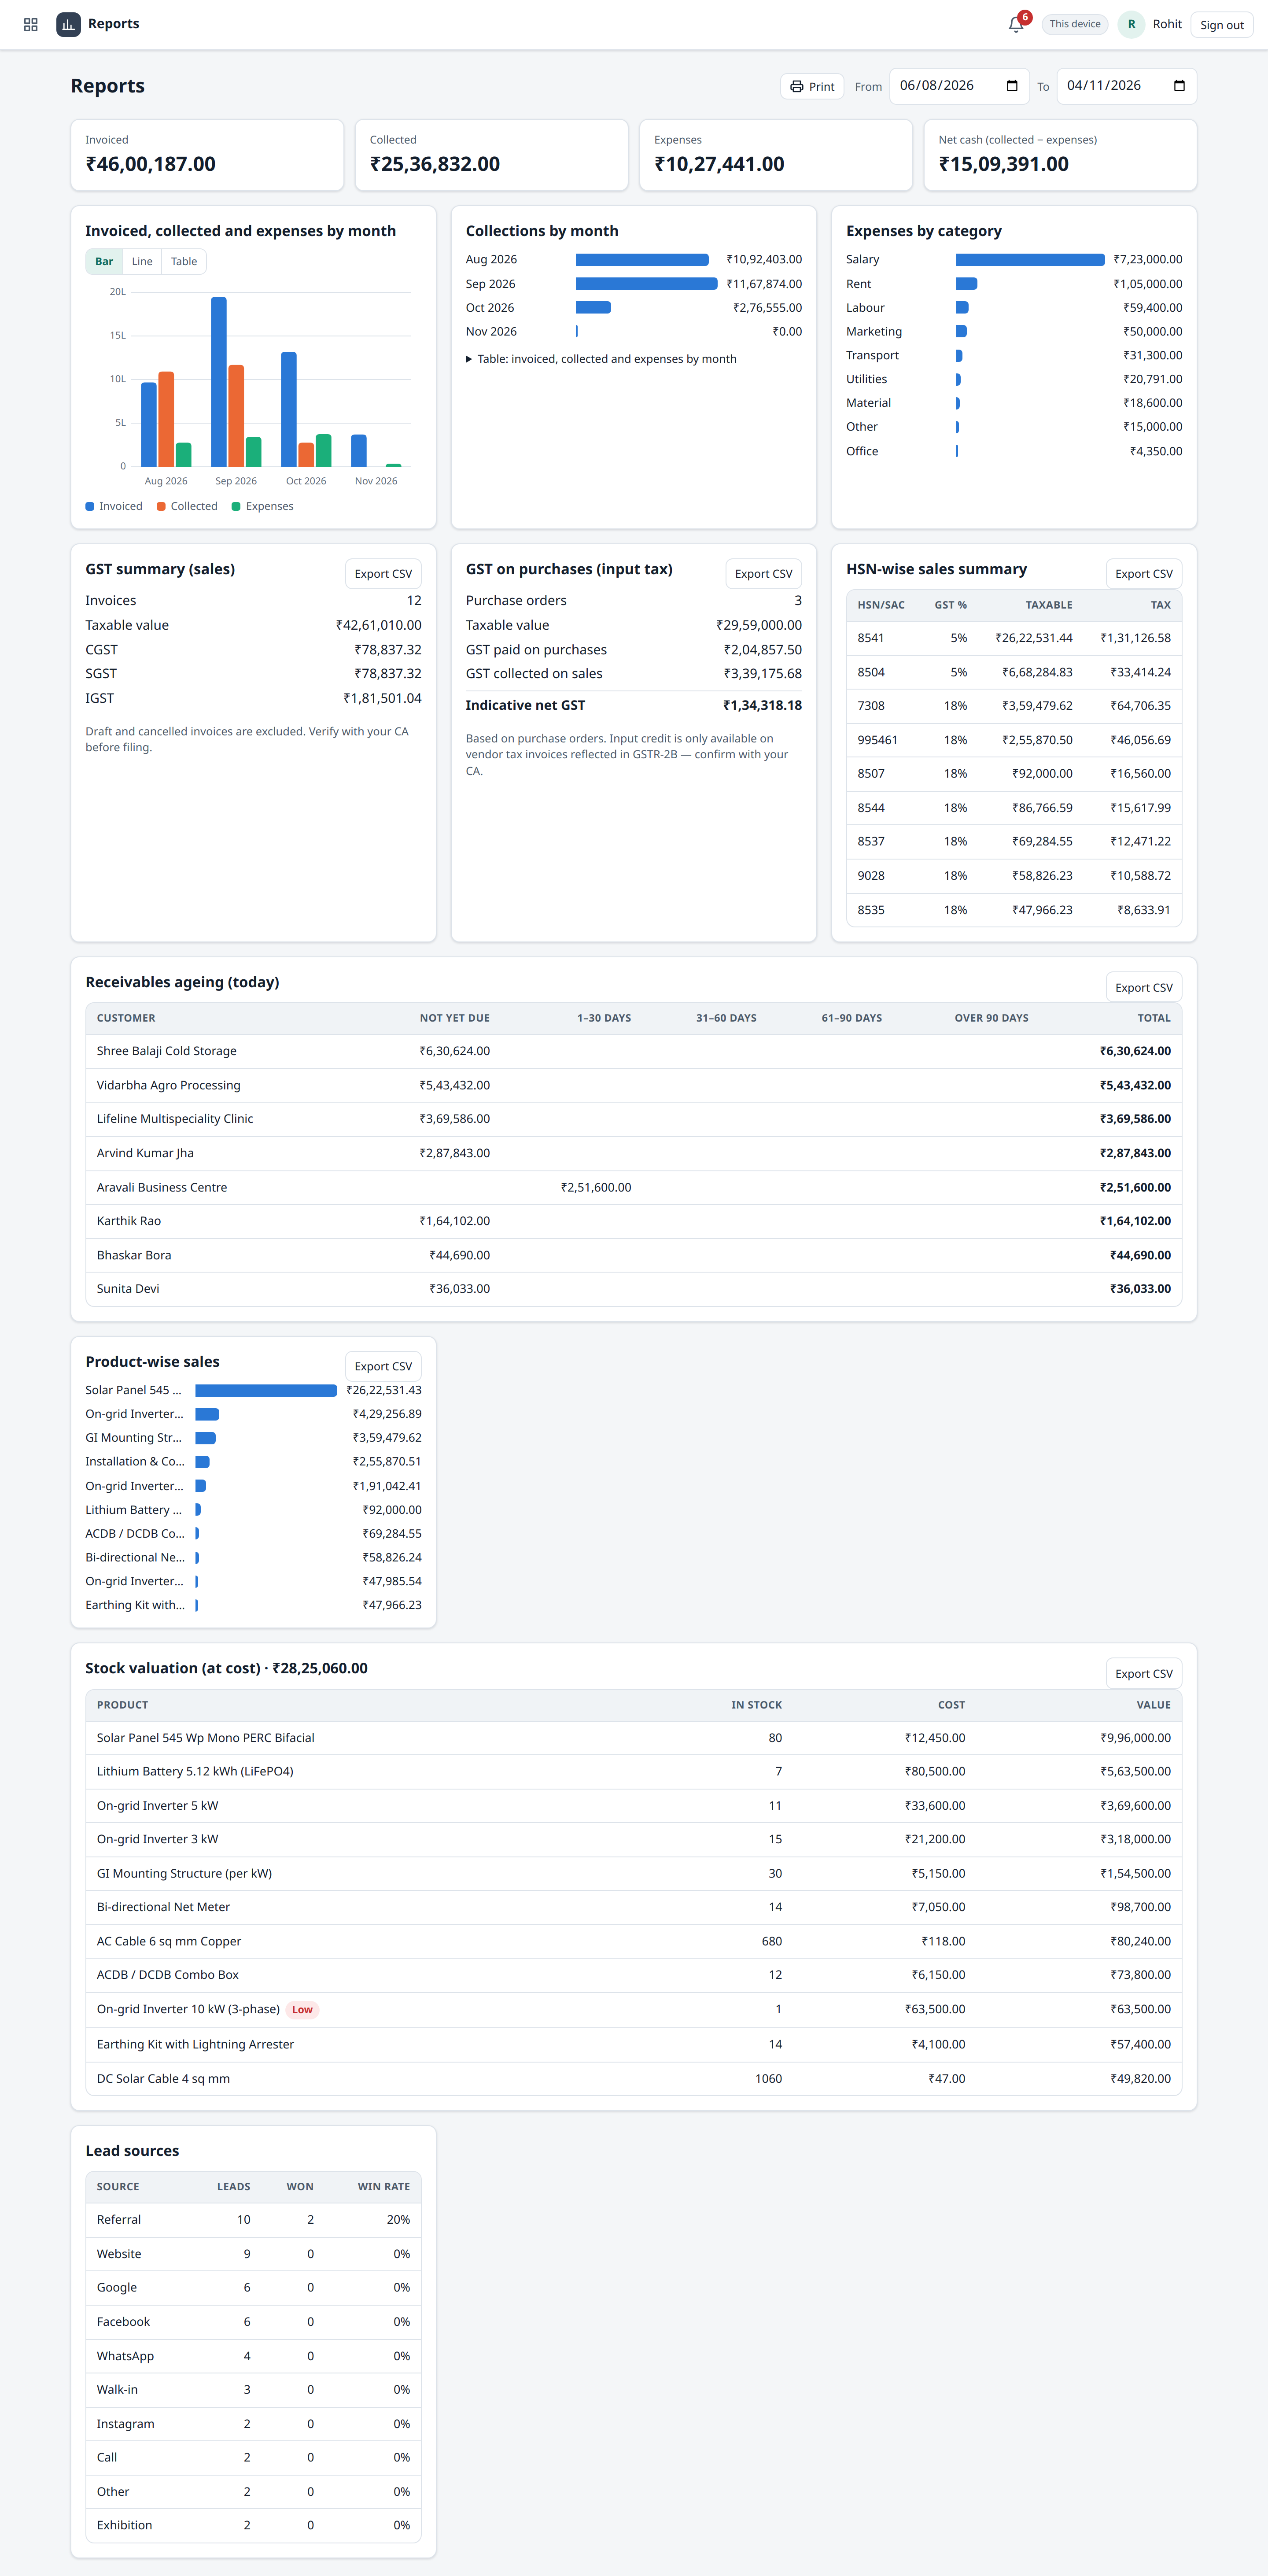 Reports
6
This device
R
Rohit
Sign out
Reports
Print
From
06/08/2026
To
04/11/2026
Invoiced
₹46,00,187.00
Collected
₹25,36,832.00
Expenses
₹10,27,441.00
Net cash (collected − expenses)
₹15,09,391.00
Invoiced, collected and expenses by month
Bar Line Table
20L
15L
10L
5L
0
Aug 2026 Sep 2026 Oct 2026 Nov 2026
Invoiced Collected Expenses
Collections by month
Aug 2026 ₹10,92,403.00
Sep 2026 ₹11,67,874.00
Oct 2026 ₹2,76,555.00
Nov 2026 ₹0.00
Table: invoiced, collected and expenses by month
Expenses by category
Salary ₹7,23,000.00
Rent ₹1,05,000.00
Labour ₹59,400.00
Marketing ₹50,000.00
Transport ₹31,300.00
Utilities ₹20,791.00
Material ₹18,600.00
Other ₹15,000.00
Office ₹4,350.00
GST summary (sales)
Export CSV
Invoices 12
Taxable value ₹42,61,010.00
CGST ₹78,837.32
SGST ₹78,837.32
IGST ₹1,81,501.04
Draft and cancelled invoices are excluded. Verify with your CA
before filing.
GST on purchases (input tax)
Export CSV
Purchase orders 3
Taxable value ₹29,59,000.00
GST paid on purchases ₹2,04,857.50
GST collected on sales ₹3,39,175.68
Indicative net GST ₹1,34,318.18
Based on purchase orders. Input credit is only available on
vendor tax invoices reflected in GSTR-2B — confirm with your
CA.
HSN-wise sales summary
Export CSV
HSN/SAC GST % TAXABLE TAX
8541 5% ₹26,22,531.44 ₹1,31,126.58
8504 5% ₹6,68,284.83 ₹33,414.24
7308 18% ₹3,59,479.62 ₹64,706.35
995461 18% ₹2,55,870.50 ₹46,056.69
8507 18% ₹92,000.00 ₹16,560.00
8544 18% ₹86,766.59 ₹15,617.99
8537 18% ₹69,284.55 ₹12,471.22
9028 18% ₹58,826.23 ₹10,588.72
8535 18% ₹47,966.23 ₹8,633.91
Receivables ageing (today)
Export CSV
CUSTOMER NOT YET DUE 1–30 DAYS 31–60 DAYS 61–90 DAYS OVER 90 DAYS TOTAL
Shree Balaji Cold Storage ₹6,30,624.00 ₹6,30,624.00
Vidarbha Agro Processing ₹5,43,432.00 ₹5,43,432.00
Lifeline Multispeciality Clinic ₹3,69,586.00 ₹3,69,586.00
Arvind Kumar Jha ₹2,87,843.00 ₹2,87,843.00
Aravali Business Centre ₹2,51,600.00 ₹2,51,600.00
Karthik Rao ₹1,64,102.00 ₹1,64,102.00
Bhaskar Bora ₹44,690.00 ₹44,690.00
Sunita Devi ₹36,033.00 ₹36,033.00
Product-wise sales
Export CSV
Solar Panel 545 ... ₹26,22,531.43
On-grid Inverter... ₹4,29,256.89
GI Mounting Str... ₹3,59,479.62
Installation & Co... ₹2,55,870.51
On-grid Inverter... ₹1,91,042.41
Lithium Battery ... ₹92,000.00
ACDB / DCDB Co... ₹69,284.55
Bi-directional Ne... ₹58,826.24
On-grid Inverter... ₹47,985.54
Earthing Kit with... ₹47,966.23
Stock valuation (at cost) · ₹28,25,060.00
Export CSV
PRODUCT IN STOCK COST VALUE
Solar Panel 545 Wp Mono PERC Bifacial 80 ₹12,450.00 ₹9,96,000.00
Lithium Battery 5.12 kWh (LiFePO4) 7 ₹80,500.00 ₹5,63,500.00
On-grid Inverter 5 kW 11 ₹33,600.00 ₹3,69,600.00
On-grid Inverter 3 kW 15 ₹21,200.00 ₹3,18,000.00
GI Mounting Structure (per kW) 30 ₹5,150.00 ₹1,54,500.00
Bi-directional Net Meter 14 ₹7,050.00 ₹98,700.00
AC Cable 6 sq mm Copper 680 ₹118.00 ₹80,240.00
ACDB / DCDB Combo Box 12 ₹6,150.00 ₹73,800.00
On-grid Inverter 10 kW (3-phase) Low 1 ₹63,500.00 ₹63,500.00
Earthing Kit with Lightning Arrester 14 ₹4,100.00 ₹57,400.00
DC Solar Cable 4 sq mm 1060 ₹47.00 ₹49,820.00
Lead sources
SOURCE LEADS WON WIN RATE
Referral 10 2 20%
Website 9 0 0%
Google 6 0 0%
Facebook 6 0 0%
WhatsApp 4 0 0%
Walk-in 3 0 0%
Instagram 2 0 0%
Call 2 0 0%
Other 2 0 0%
Exhibition 2 0 0%